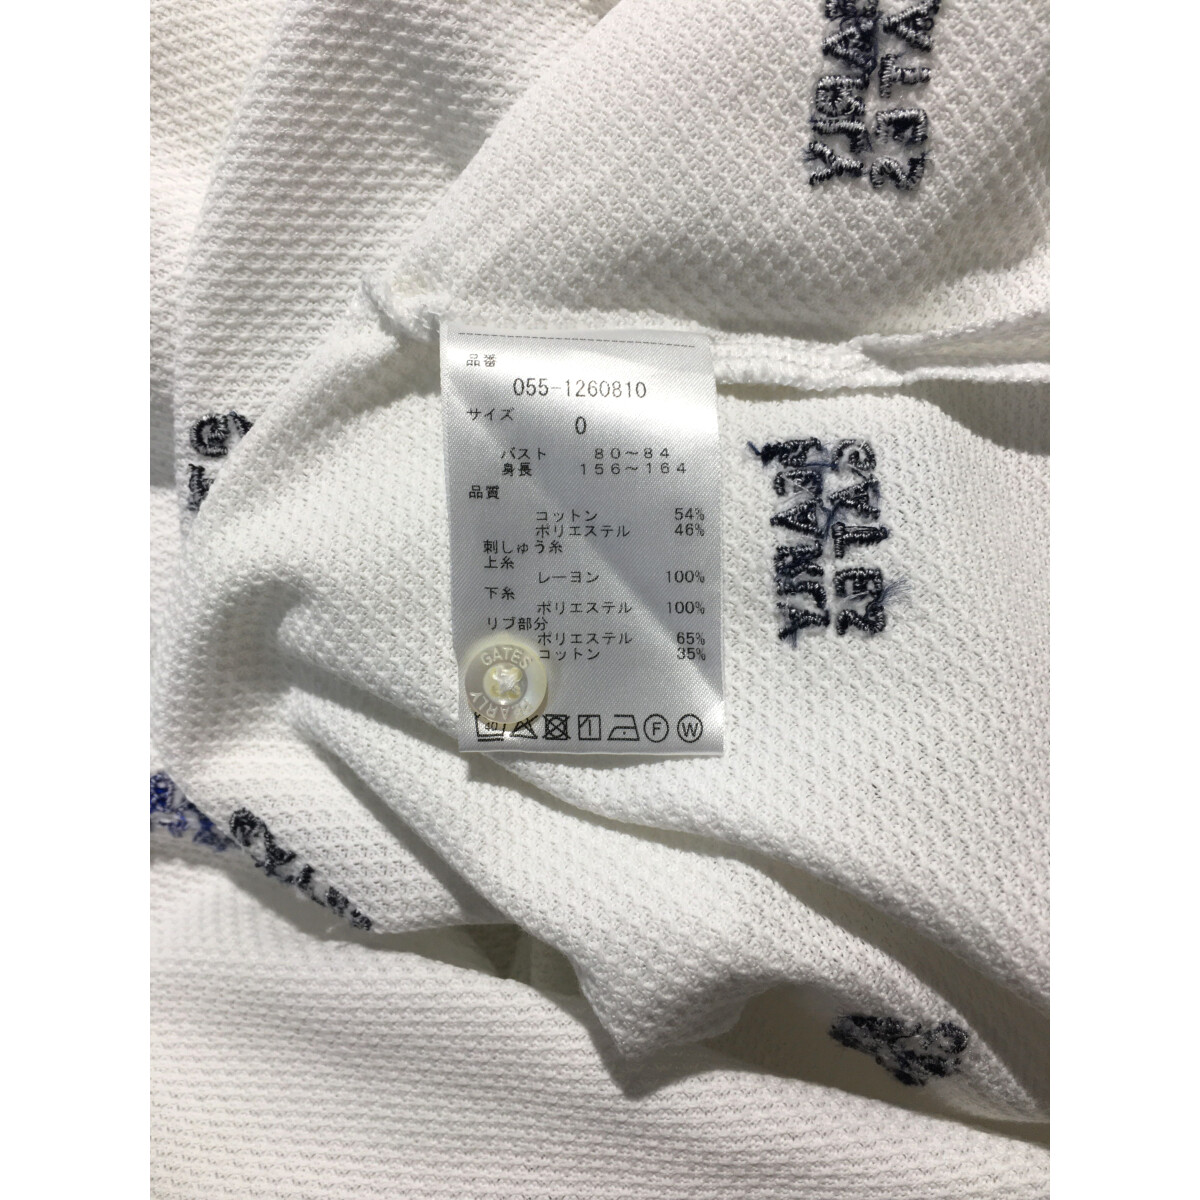 品番
055-1260810
サイズ
0
バスト 80～84
身長 156～164
品質
コットン 54%
ポリエステル 46%
刺しゅう糸
上糸
レーヨン 100%
下糸
ポリエステル 100%
リブ部分
ポリエステル 65%
コットン 35%
GATES
PEARLY
40
F
W
PEARLY
GATES